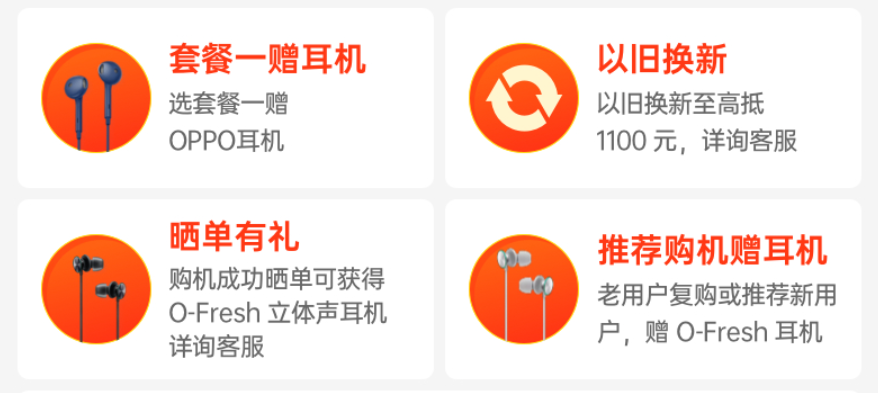 套餐一赠耳机
选套餐一赠
OPPO耳机
以旧换新
以旧换新至高抵
1100 元，详询客服
晒单有礼
购机成功晒单可获得
O-Fresh 立体声耳机
详询客服
推荐购机赠耳机
老用户复购或推荐新用
户，赠 O-Fresh 耳机